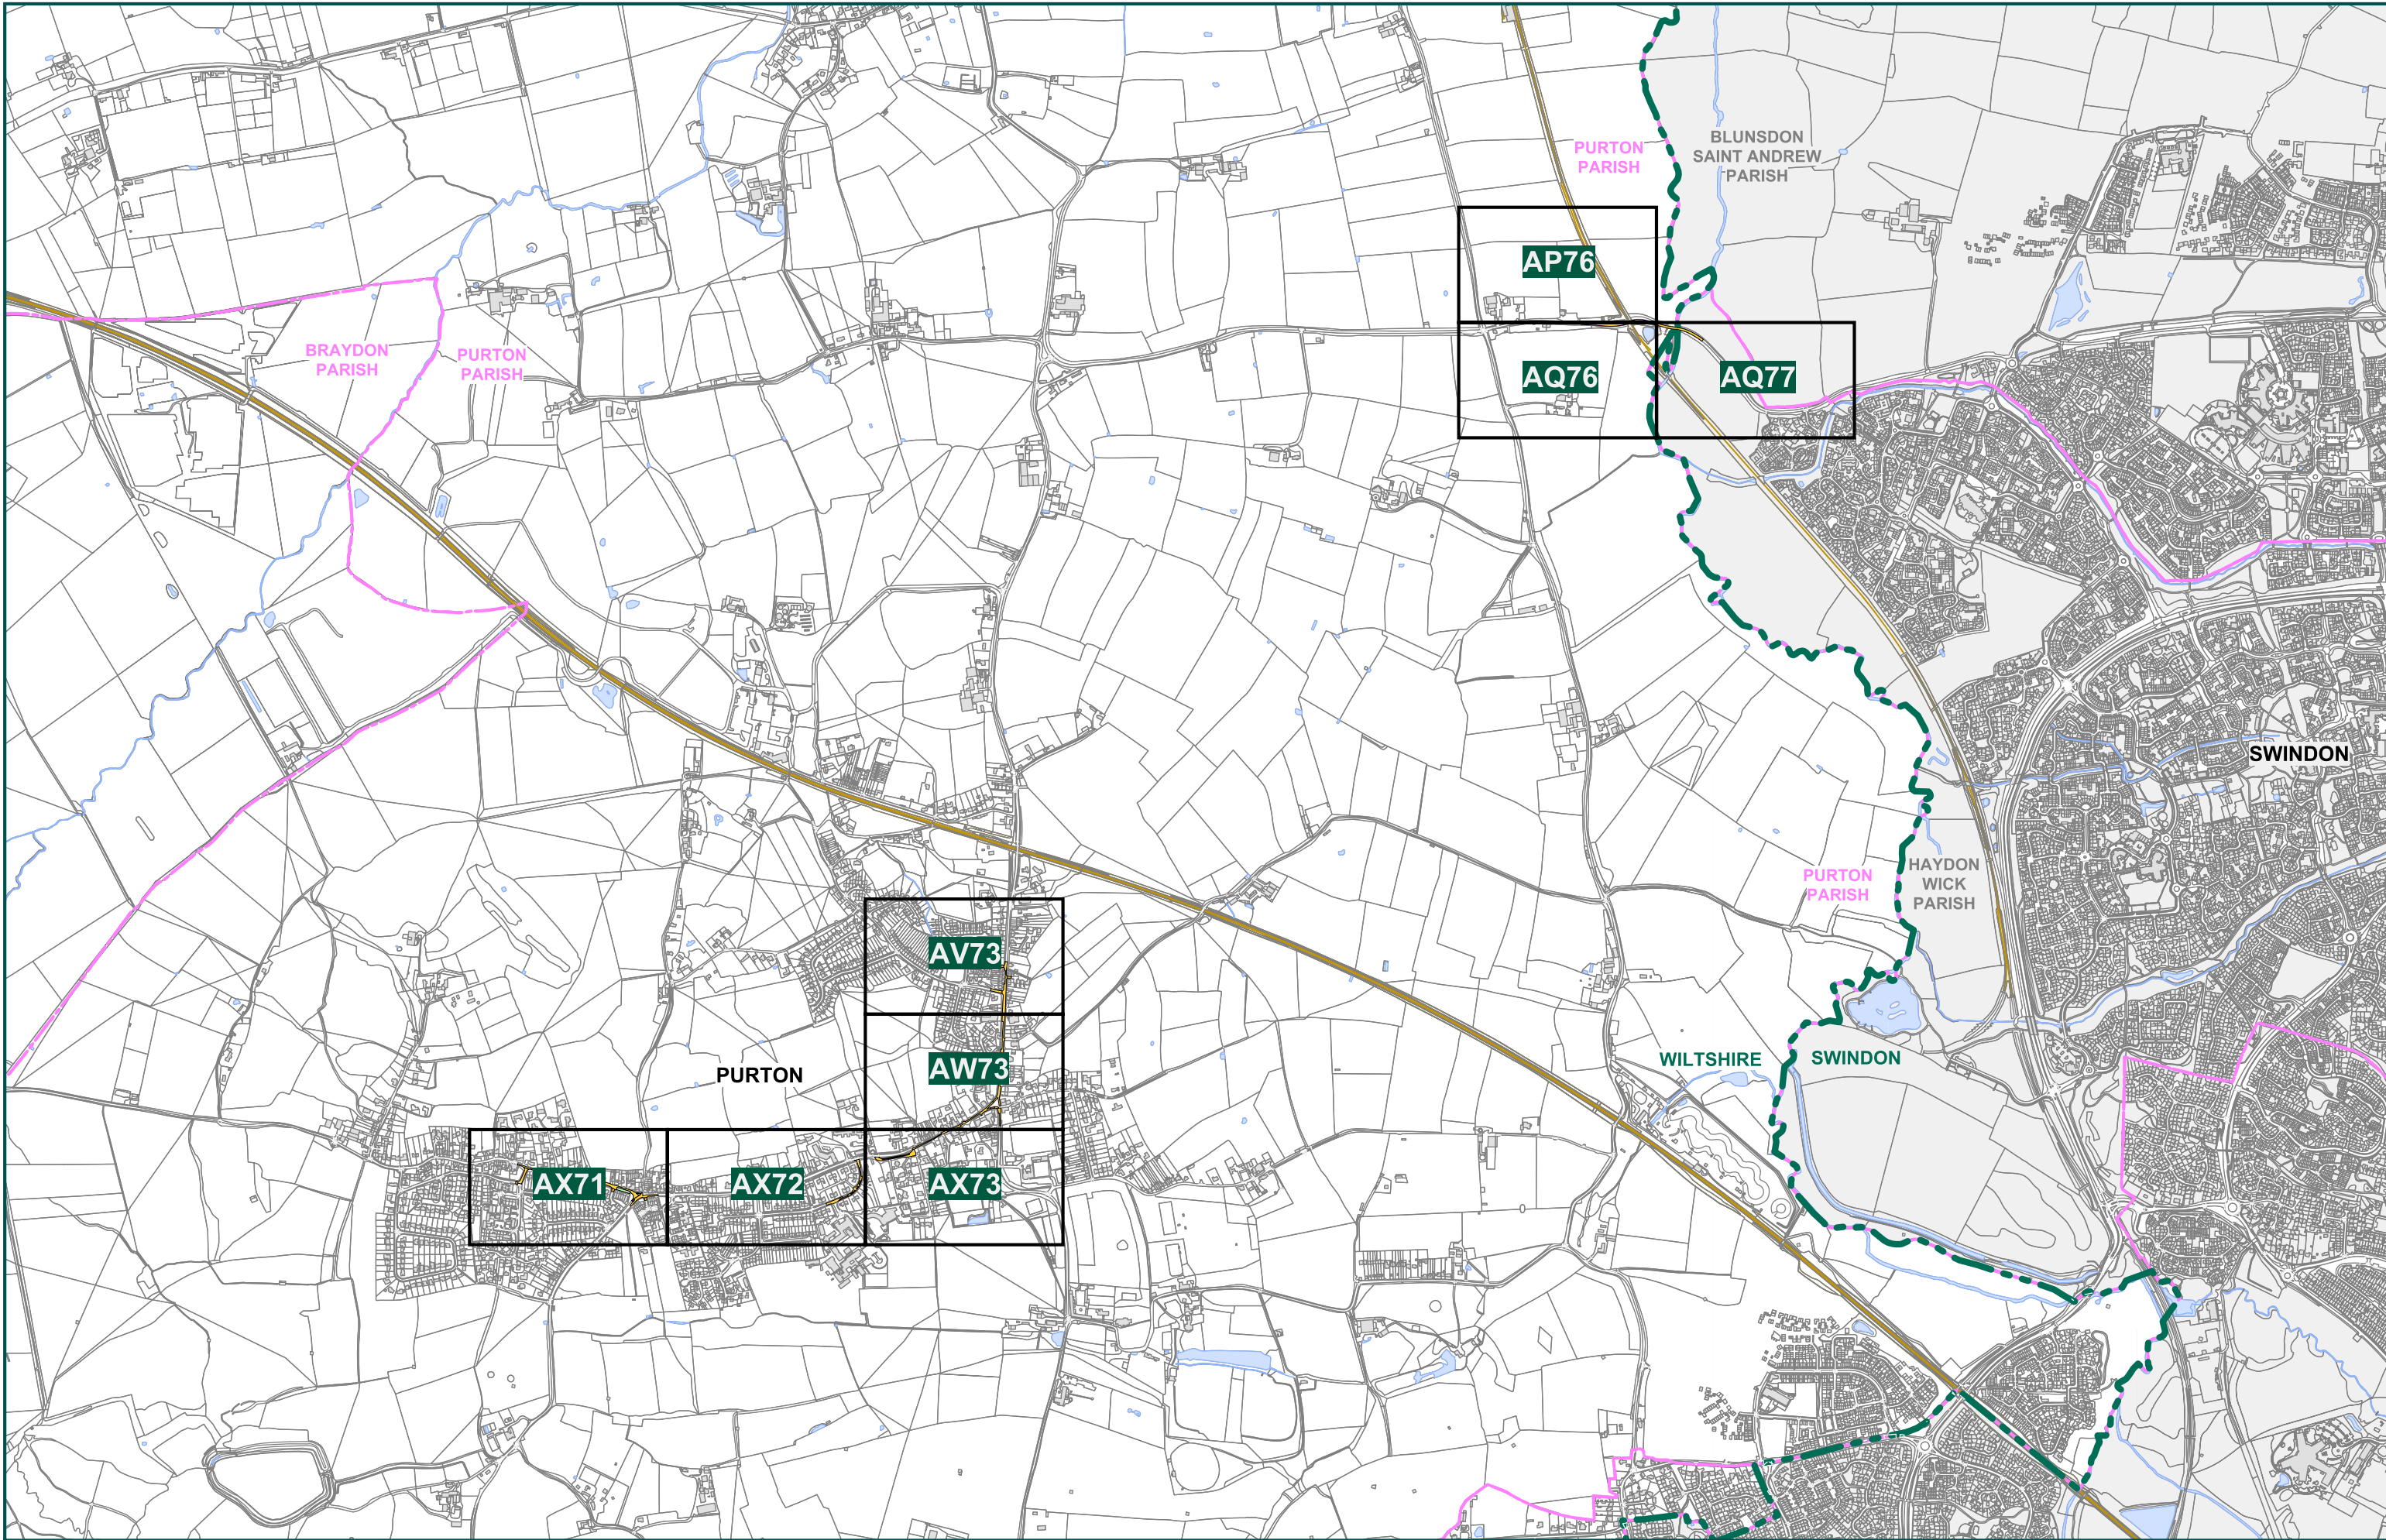 BLUNSDON
SAINT ANDREW
PARISH
PURTON
PARISH
AP76
BRAYDON
PARISH
PURTON
PARISH
AQ76
AQ77
SWINDON
PURTON
PARISH
HAYDON
WICK
PARISH
AV73
AW73
PURTON
WILTSHIRE
SWINDON
AX71
AX72
AX73